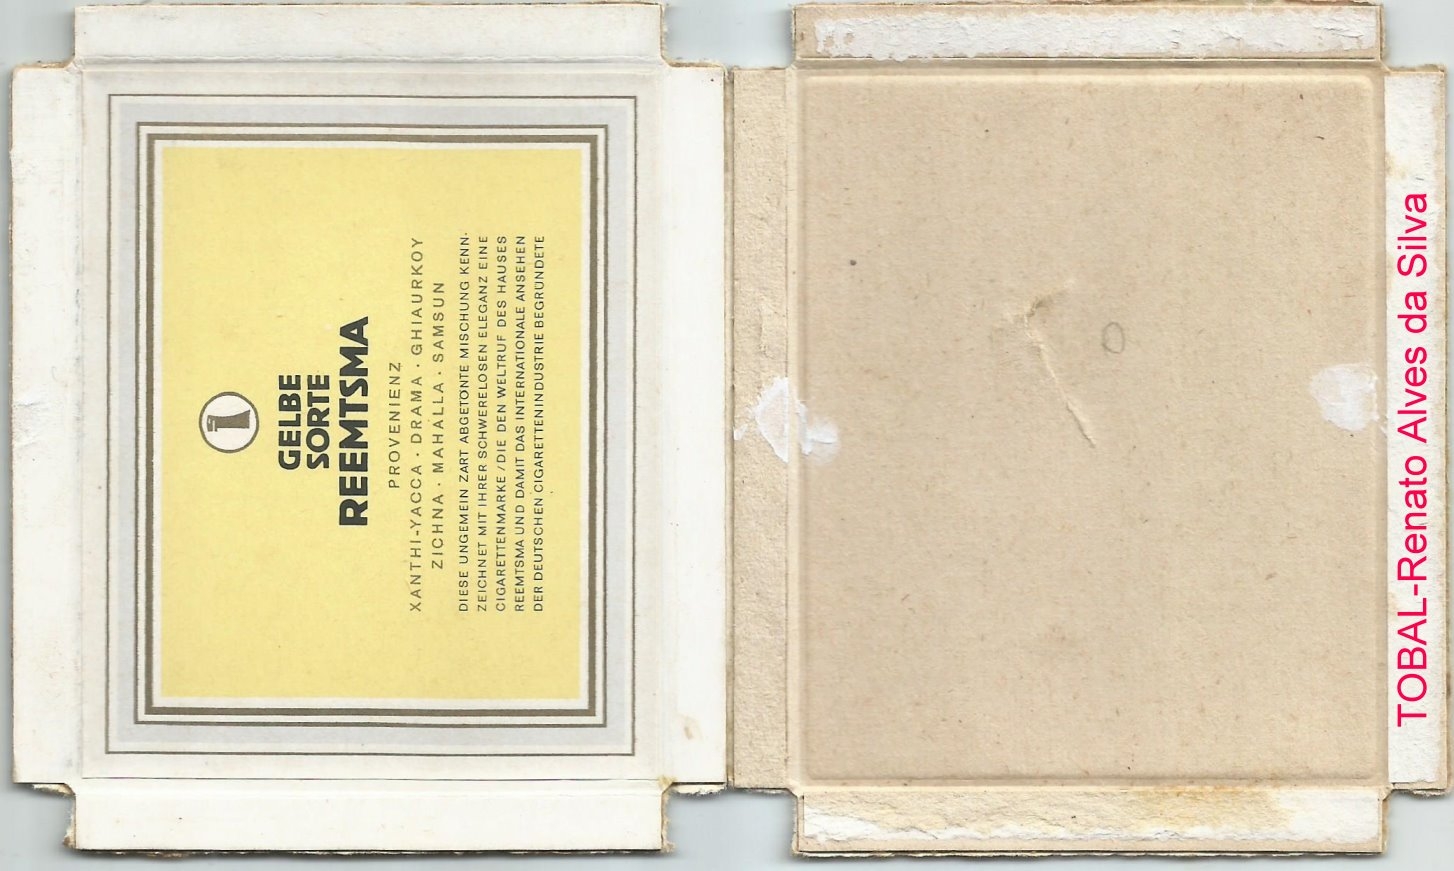 GELBE
SORTE
REEMTSMA
PROVENIENZ
XANTHI-YACCA · DRAMA · GHIAURKOY
ZICHNA · MAHALLA · SAMSUN
DIESE UNGEMEIN ZART ABGETONTE MISCHUNG KENN-
ZEICHNET MIT IHRER SCHWERELOSEN ELEGANZ EINE
CIGARETTENMARKE / DIE DEN WELTRUF DES HAUSES
REEMTSMA UND DAMIT DAS INTERNATIONALE ANSEHEN
DER DEUTSCHEN CIGARETTENINDUSTRIE BEGRÜNDETE
O
TOBAL-Renato Alves da Silva